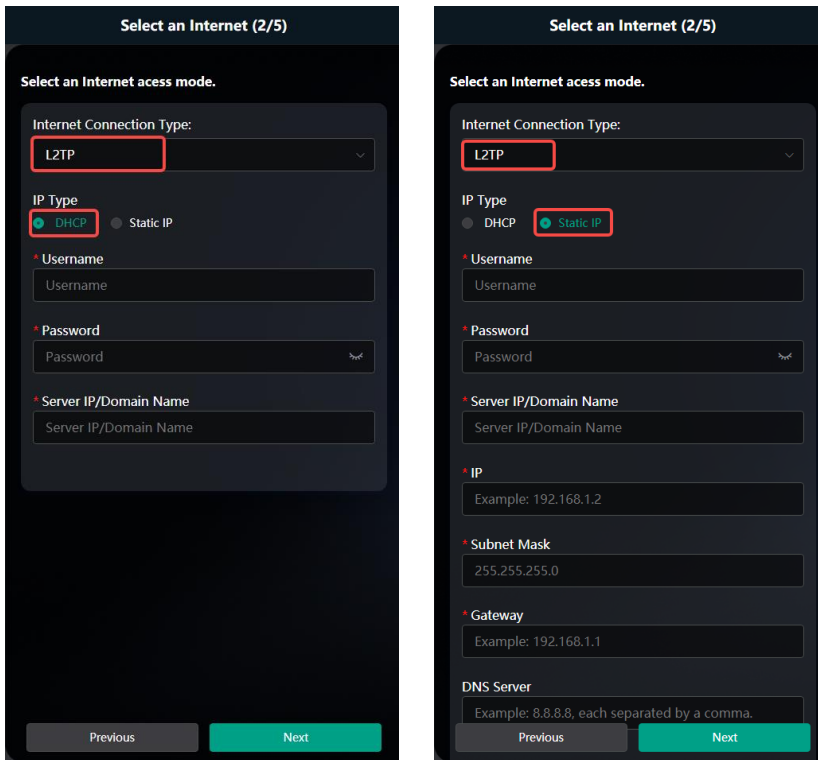 Select an Internet (2/5)
Select an Internet acess mode.
Internet Connection Type:
L2TP
IP Type
DHCP Static IP
* Username
Username
* Password
Password
* Server IP/Domain Name
Server IP/Domain Name
Previous Next
Select an Internet (2/5)
Select an Internet acess mode.
Internet Connection Type:
L2TP
IP Type
DHCP Static IP
* Username
Username
* Password
Password
* Server IP/Domain Name
Server IP/Domain Name
* IP
Example: 192.168.1.2
* Subnet Mask
255.255.255.0
* Gateway
Example: 192.168.1.1
DNS Server
Example: 8.8.8.8, each separated by a comma.
Previous Next